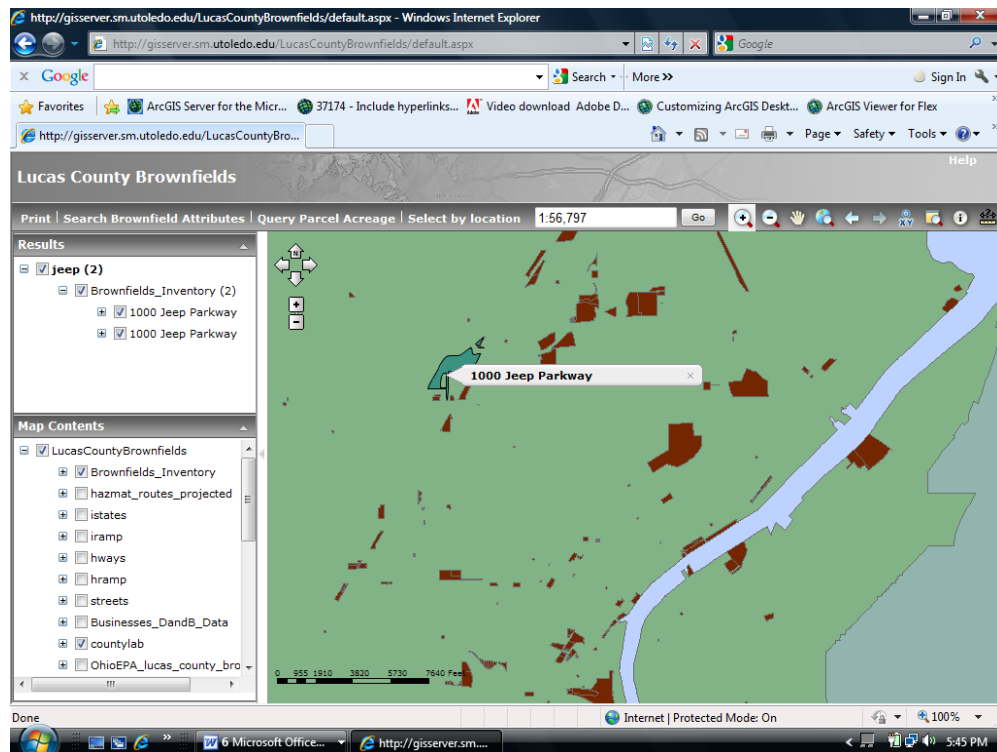 http://gisserver.sm.utoledo.edu/LucasCountyBrownfields/default.aspx - Windows Internet Explorer
http://gisserver.sm.utoledo.edu/LucasCountyBrownfields/default.aspx
Google
x Google Search More >> Sign In
Favorites ArcGIS Server for the Micr... 37174 - Include hyperlinks... Video download Adobe D... Customizing ArcGIS Deskt... ArcGIS Viewer for Flex
http://gisserver.sm.utoledo.edu/LucasCountyBro... Page Safety Tools
Help
Lucas County Brownfields
Print | Search Brownfield Attributes | Query Parcel Acreage | Select by location 1:56,797 Go XY
Results
jeep (2)
Brownfields_Inventory (2)
1000 Jeep Parkway
1000 Jeep Parkway
Map Contents
LucasCountyBrownfields
Brownfields_Inventory
hazmat_routes_projected
istates
iramp
hways
hramp
streets
Businesses_DandB_Data
countylab
OhioEPA_lucas_county_bro
N
1000 Jeep Parkway
0 955 1910 3820 5730 7640 Feet
Done Internet | Protected Mode: On 100%
6 Microsoft Office... http://gisserver.sm.... 5:45 PM